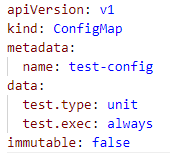 apiVersion: v1
kind: ConfigMap
metadata:
  name: test-config
data:
  test.type: unit
  test.exec: always
immutable: false